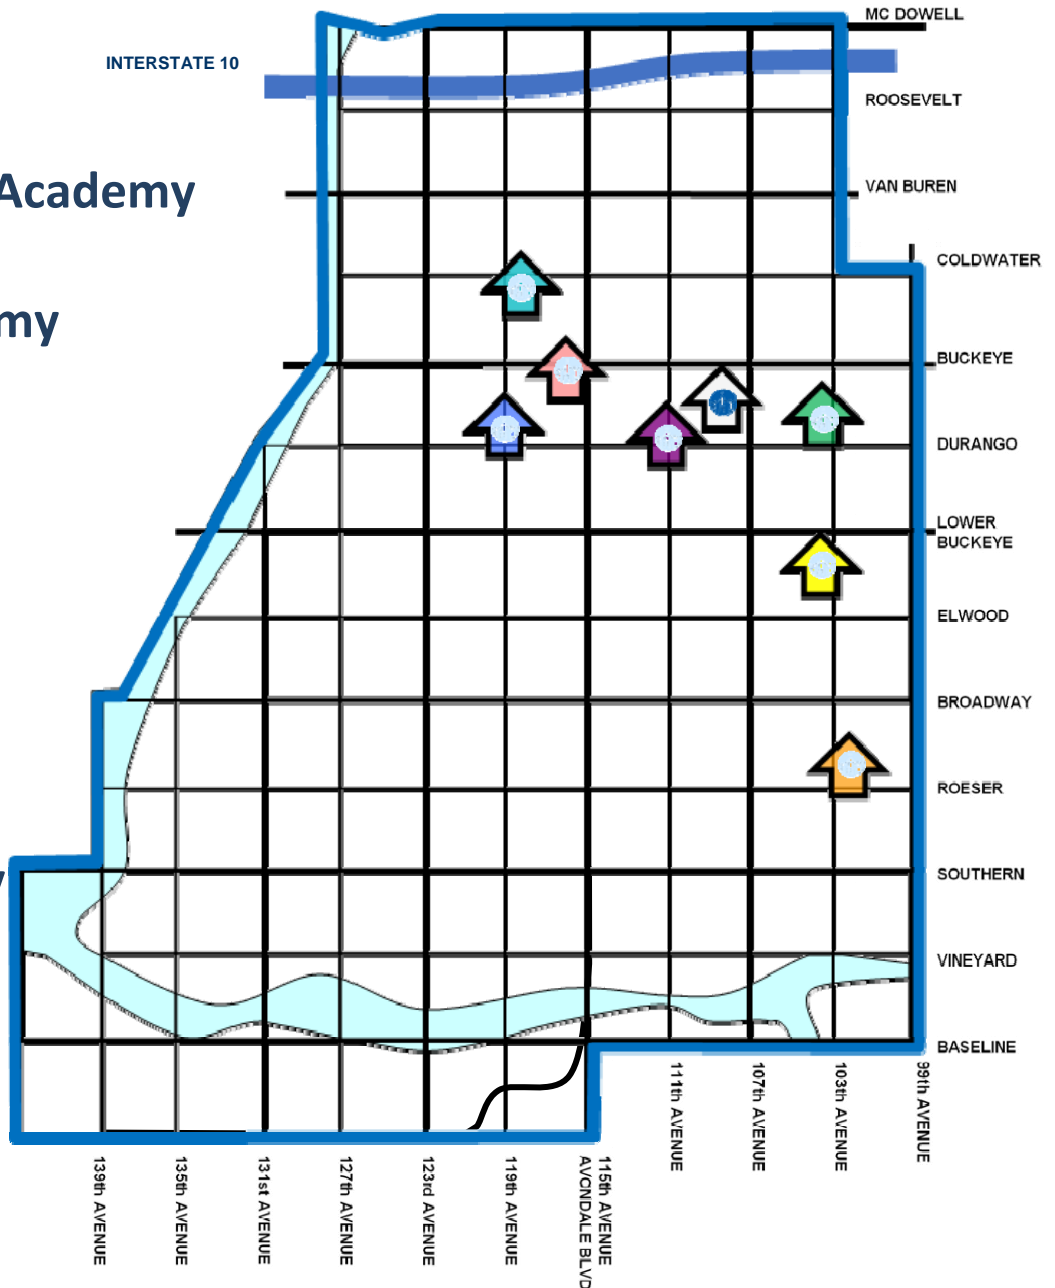 MC DOWELL
INTERSTATE 10
ROOSEVELT
Academy
VAN BUREN
COLDWATER
my
BUCKEYE
DURANGO
LOWER
BUCKEYE
ELWOOD
BROADWAY
ROESER
SOUTHERN
VINEYARD
BASELINE
139th AVENUE
135th AVENUE
131st AVENUE
127th AVENUE
123rd AVENUE
119th AVENUE
115th AVENUE
AVONDALE BLVD
111th AVENUE
107th AVENUE
103th AVENUE
99th AVENUE